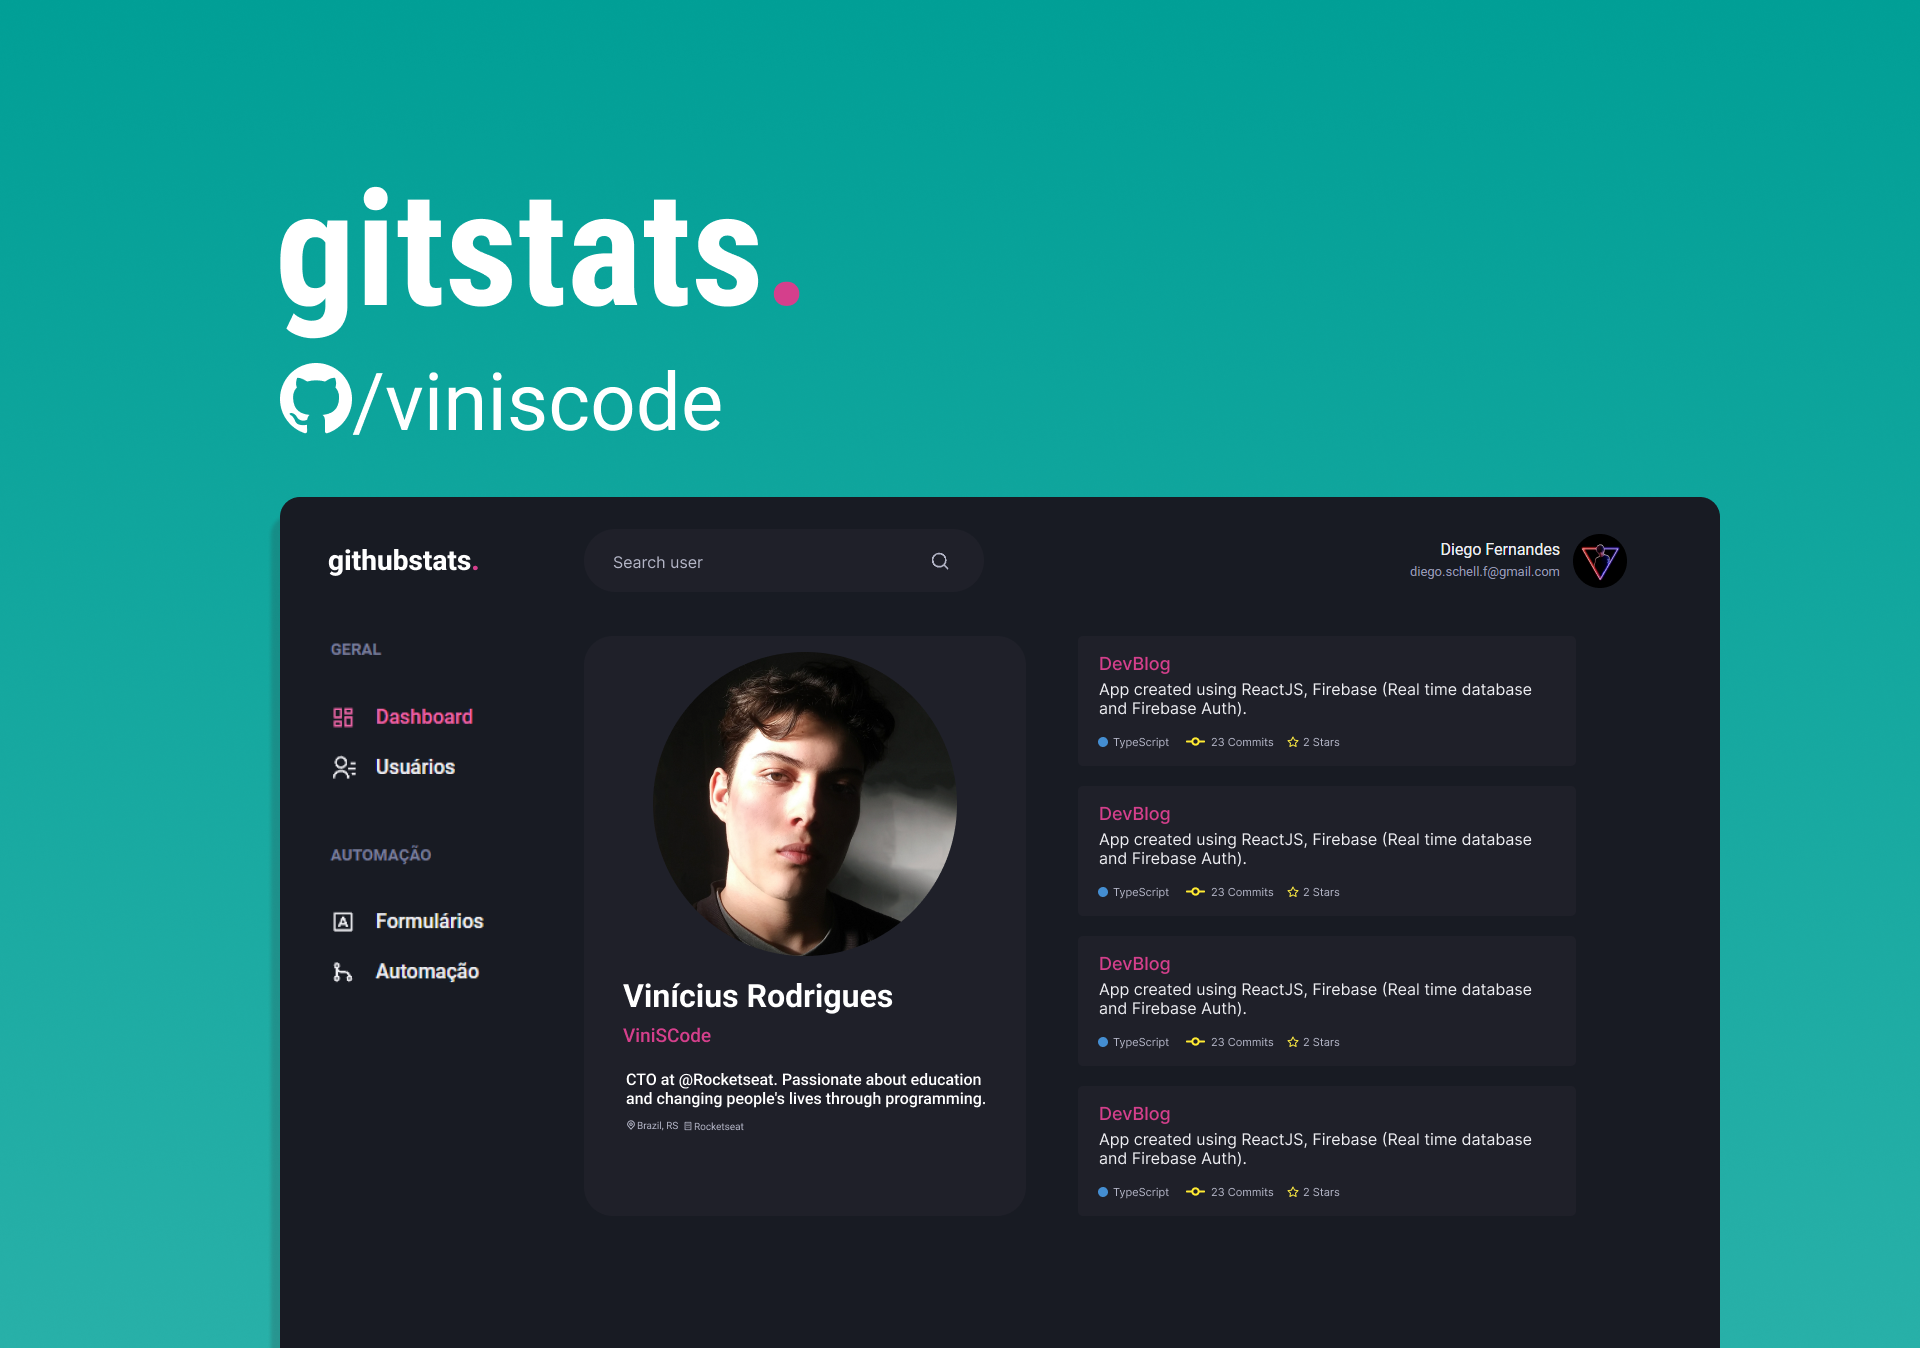 gitstats.
/viniscode
githubstats.
Search user
Diego Fernandes
diego.schell.f@gmail.com
GERAL
Dashboard
Usuários
AUTOMAÇÃO
Formulários
Automação
Vinícius Rodrigues
ViniSCode
CTO at @Rocketseat. Passionate about education
and changing people's lives through programming.
Brazil, RS Rocketseat
DevBlog
App created using ReactJS, Firebase (Real time database
and Firebase Auth).
TypeScript 23 Commits 2 Stars
DevBlog
App created using ReactJS, Firebase (Real time database
and Firebase Auth).
TypeScript 23 Commits 2 Stars
DevBlog
App created using ReactJS, Firebase (Real time database
and Firebase Auth).
TypeScript 23 Commits 2 Stars
DevBlog
App created using ReactJS, Firebase (Real time database
and Firebase Auth).
TypeScript 23 Commits 2 Stars